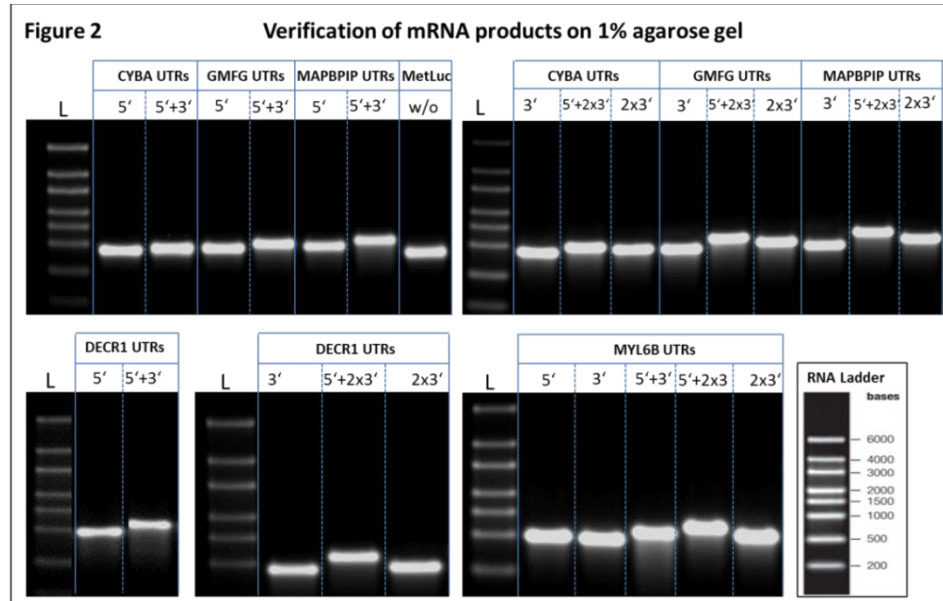 Figure 2 Verification of mRNA products on 1% agarose gel
CYBA UTRs GMFG UTRs MAPBPIP UTRs MetLuc
L 5‘ 5‘+3‘ 5‘ 5‘+3‘ 5‘ 5‘+3‘ w/o
CYBA UTRs GMFG UTRs MAPBPIP UTRs
L 3‘ 5‘+2x3‘ 2x3‘ 3‘ 5‘+2x3‘ 2x3‘ 3‘ 5‘+2x3‘ 2x3‘
DECR1 UTRs
L 5‘ 5‘+3‘
DECR1 UTRs
L 3‘ 5‘+2x3‘ 2x3‘
MYL6B UTRs
L 5‘ 3‘ 5‘+3‘ 5‘+2x3 2x3‘
RNA Ladder
bases
6000
4000
3000
2000
1500
1000
500
200